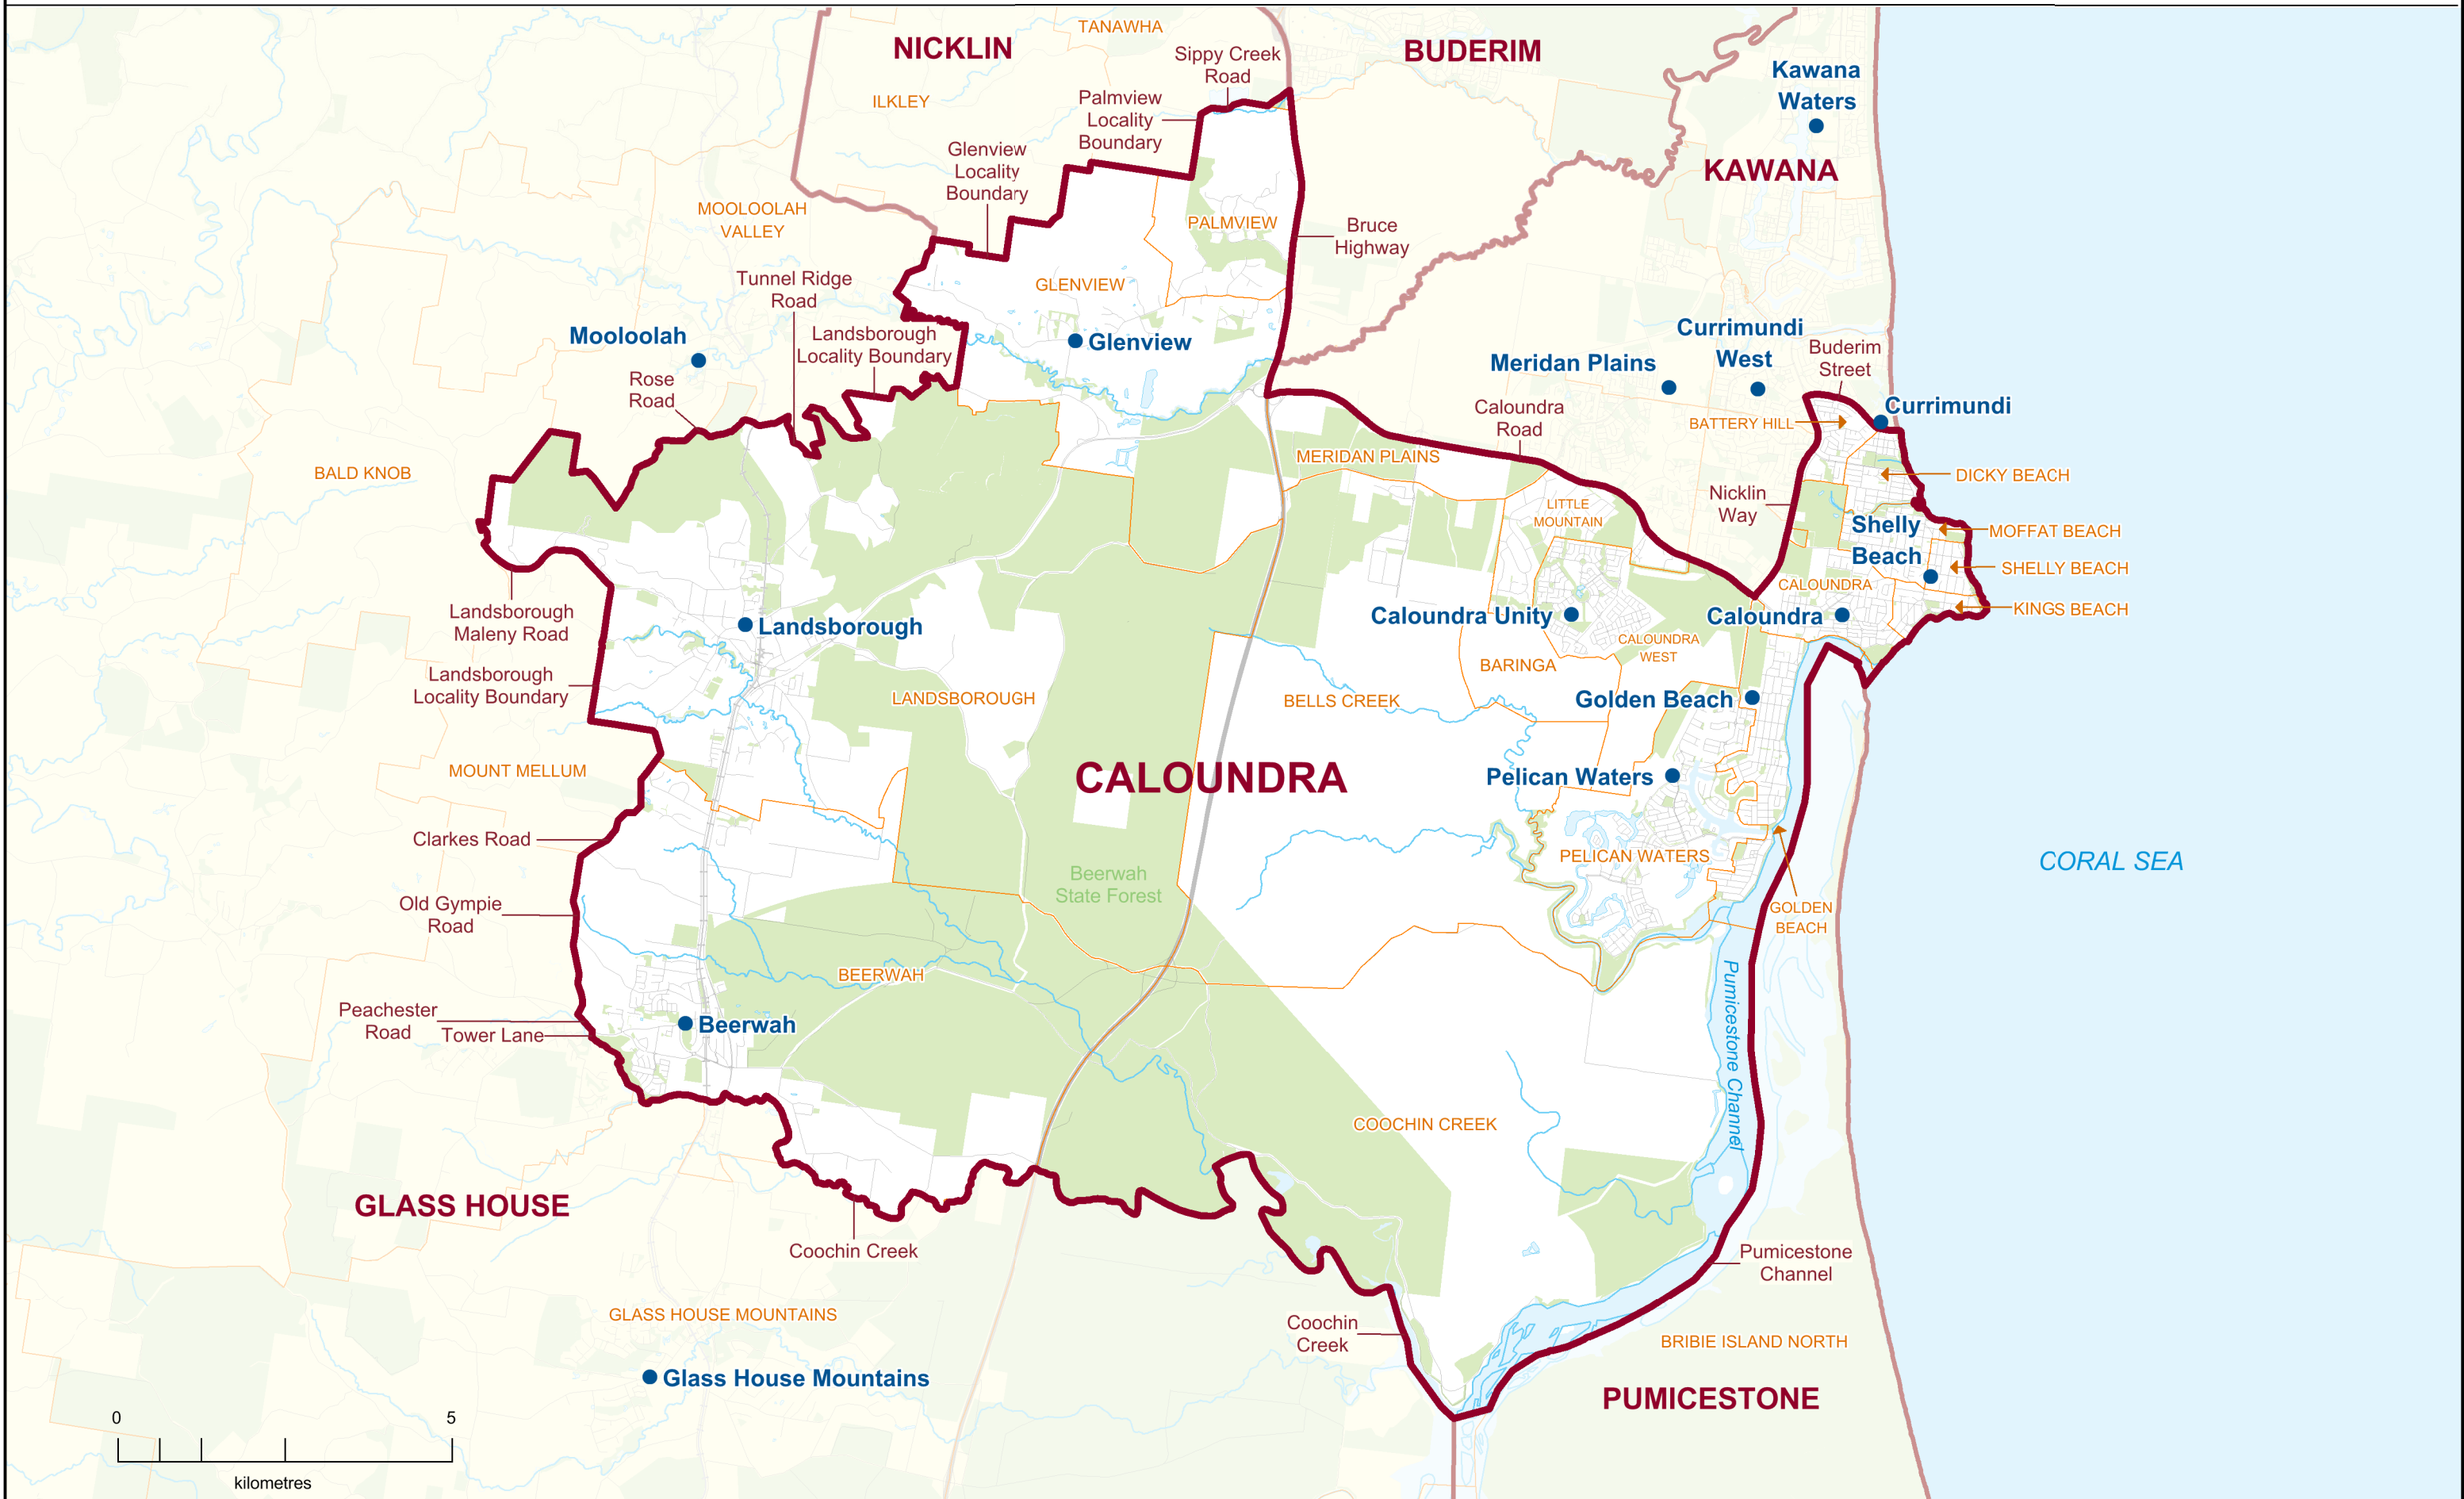 TANAWHA
NICKLIN
BUDERIM
Sippy Creek
Road
Kawana
Waters
ILKLEY
Palmview
Locality
Boundary
Glenview
Locality
Boundary
KAWANA
MOOLOOLAH
VALLEY
PALMVIEW
Bruce
Highway
Tunnel Ridge
Road
GLENVIEW
Mooloolah
Landsborough
Locality Boundary
Glenview
Currimundi
West
Buderim
Street
Meridan Plains
Rose
Road
Caloundra
Road
Currimundi
BATTERY HILL
BALD KNOB
MERIDAN PLAINS
DICKY BEACH
Nicklin
Way
LITTLE
MOUNTAIN
Shelly
Beach
MOFFAT BEACH
SHELLY BEACH
CALOUNDRA
KINGS BEACH
Landsborough
Maleny Road
Landsborough
Caloundra Unity
Caloundra
CALOUNDRA
WEST
BARINGA
Landsborough
Locality Boundary
LANDSBOROUGH
BELLS CREEK
Golden Beach
MOUNT MELLUM
CALOUNDRA
Pelican Waters
Clarkes Road
PELICAN WATERS
CORAL SEA
Beerwah
State Forest
Old Gympie
Road
GOLDEN
BEACH
BEERWAH
Pumicestone Channel
Peachester
Road
Tower Lane
Beerwah
COOCHIN CREEK
GLASS HOUSE
Coochin Creek
Pumicestone
Channel
GLASS HOUSE MOUNTAINS
Coochin
Creek
BRIBIE ISLAND NORTH
Glass House Mountains
PUMICESTONE
0 5
kilometres